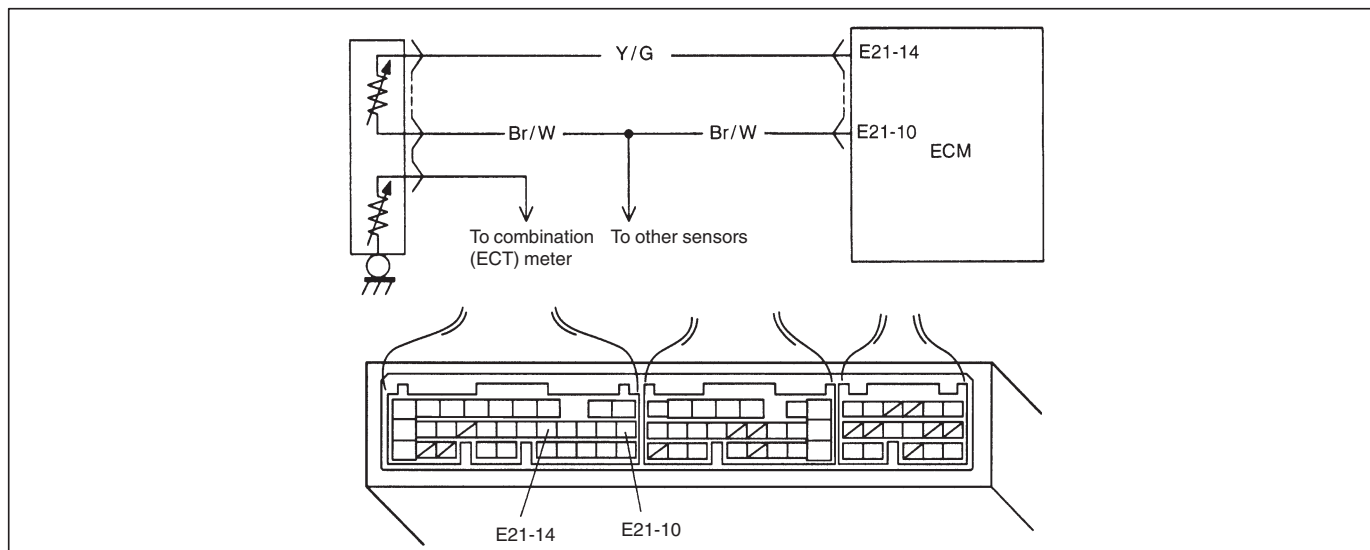 Y/G
E21-14
Br/W
Br/W
E21-10
ECM
To combination
(ECT) meter
To other sensors
E21-14
E21-10